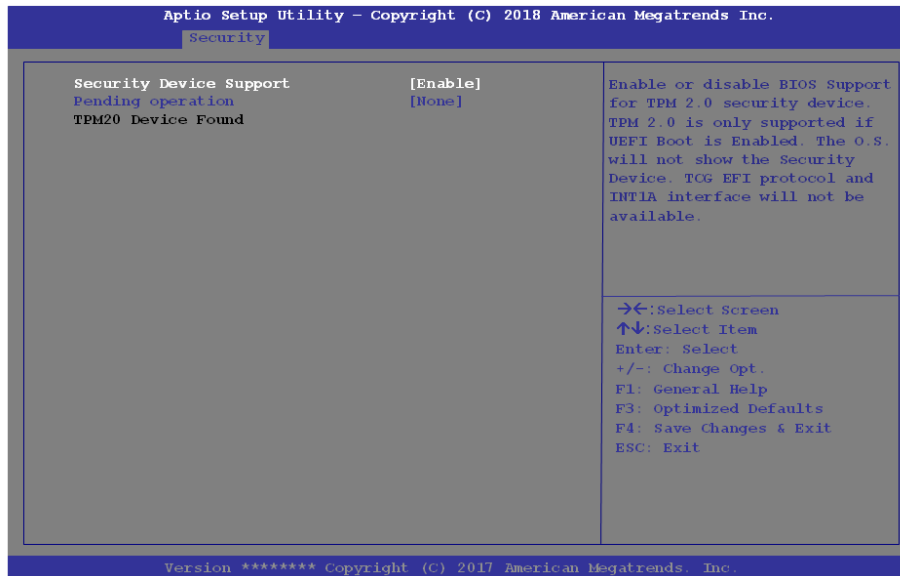 Aptio Setup Utility – Copyright (C) 2018 American Megatrends Inc.
Security
Security Device Support [Enable]
Pending operation [None]
TPM20 Device Found
Enable or disable BIOS Support
for TPM 2.0 security device.
TPM 2.0 is only supported if
UEFI Boot is Enabled. The O.S.
will not show the Security
Device. TCG EFI protocol and
INT1A interface will not be
available.
→←:Select Screen
↑↓:Select Item
Enter: Select
+/-: Change Opt.
F1: General Help
F3: Optimized Defaults
F4: Save Changes & Exit
ESC: Exit
Version ******** Copyright (C) 2017 American Megatrends. Inc.